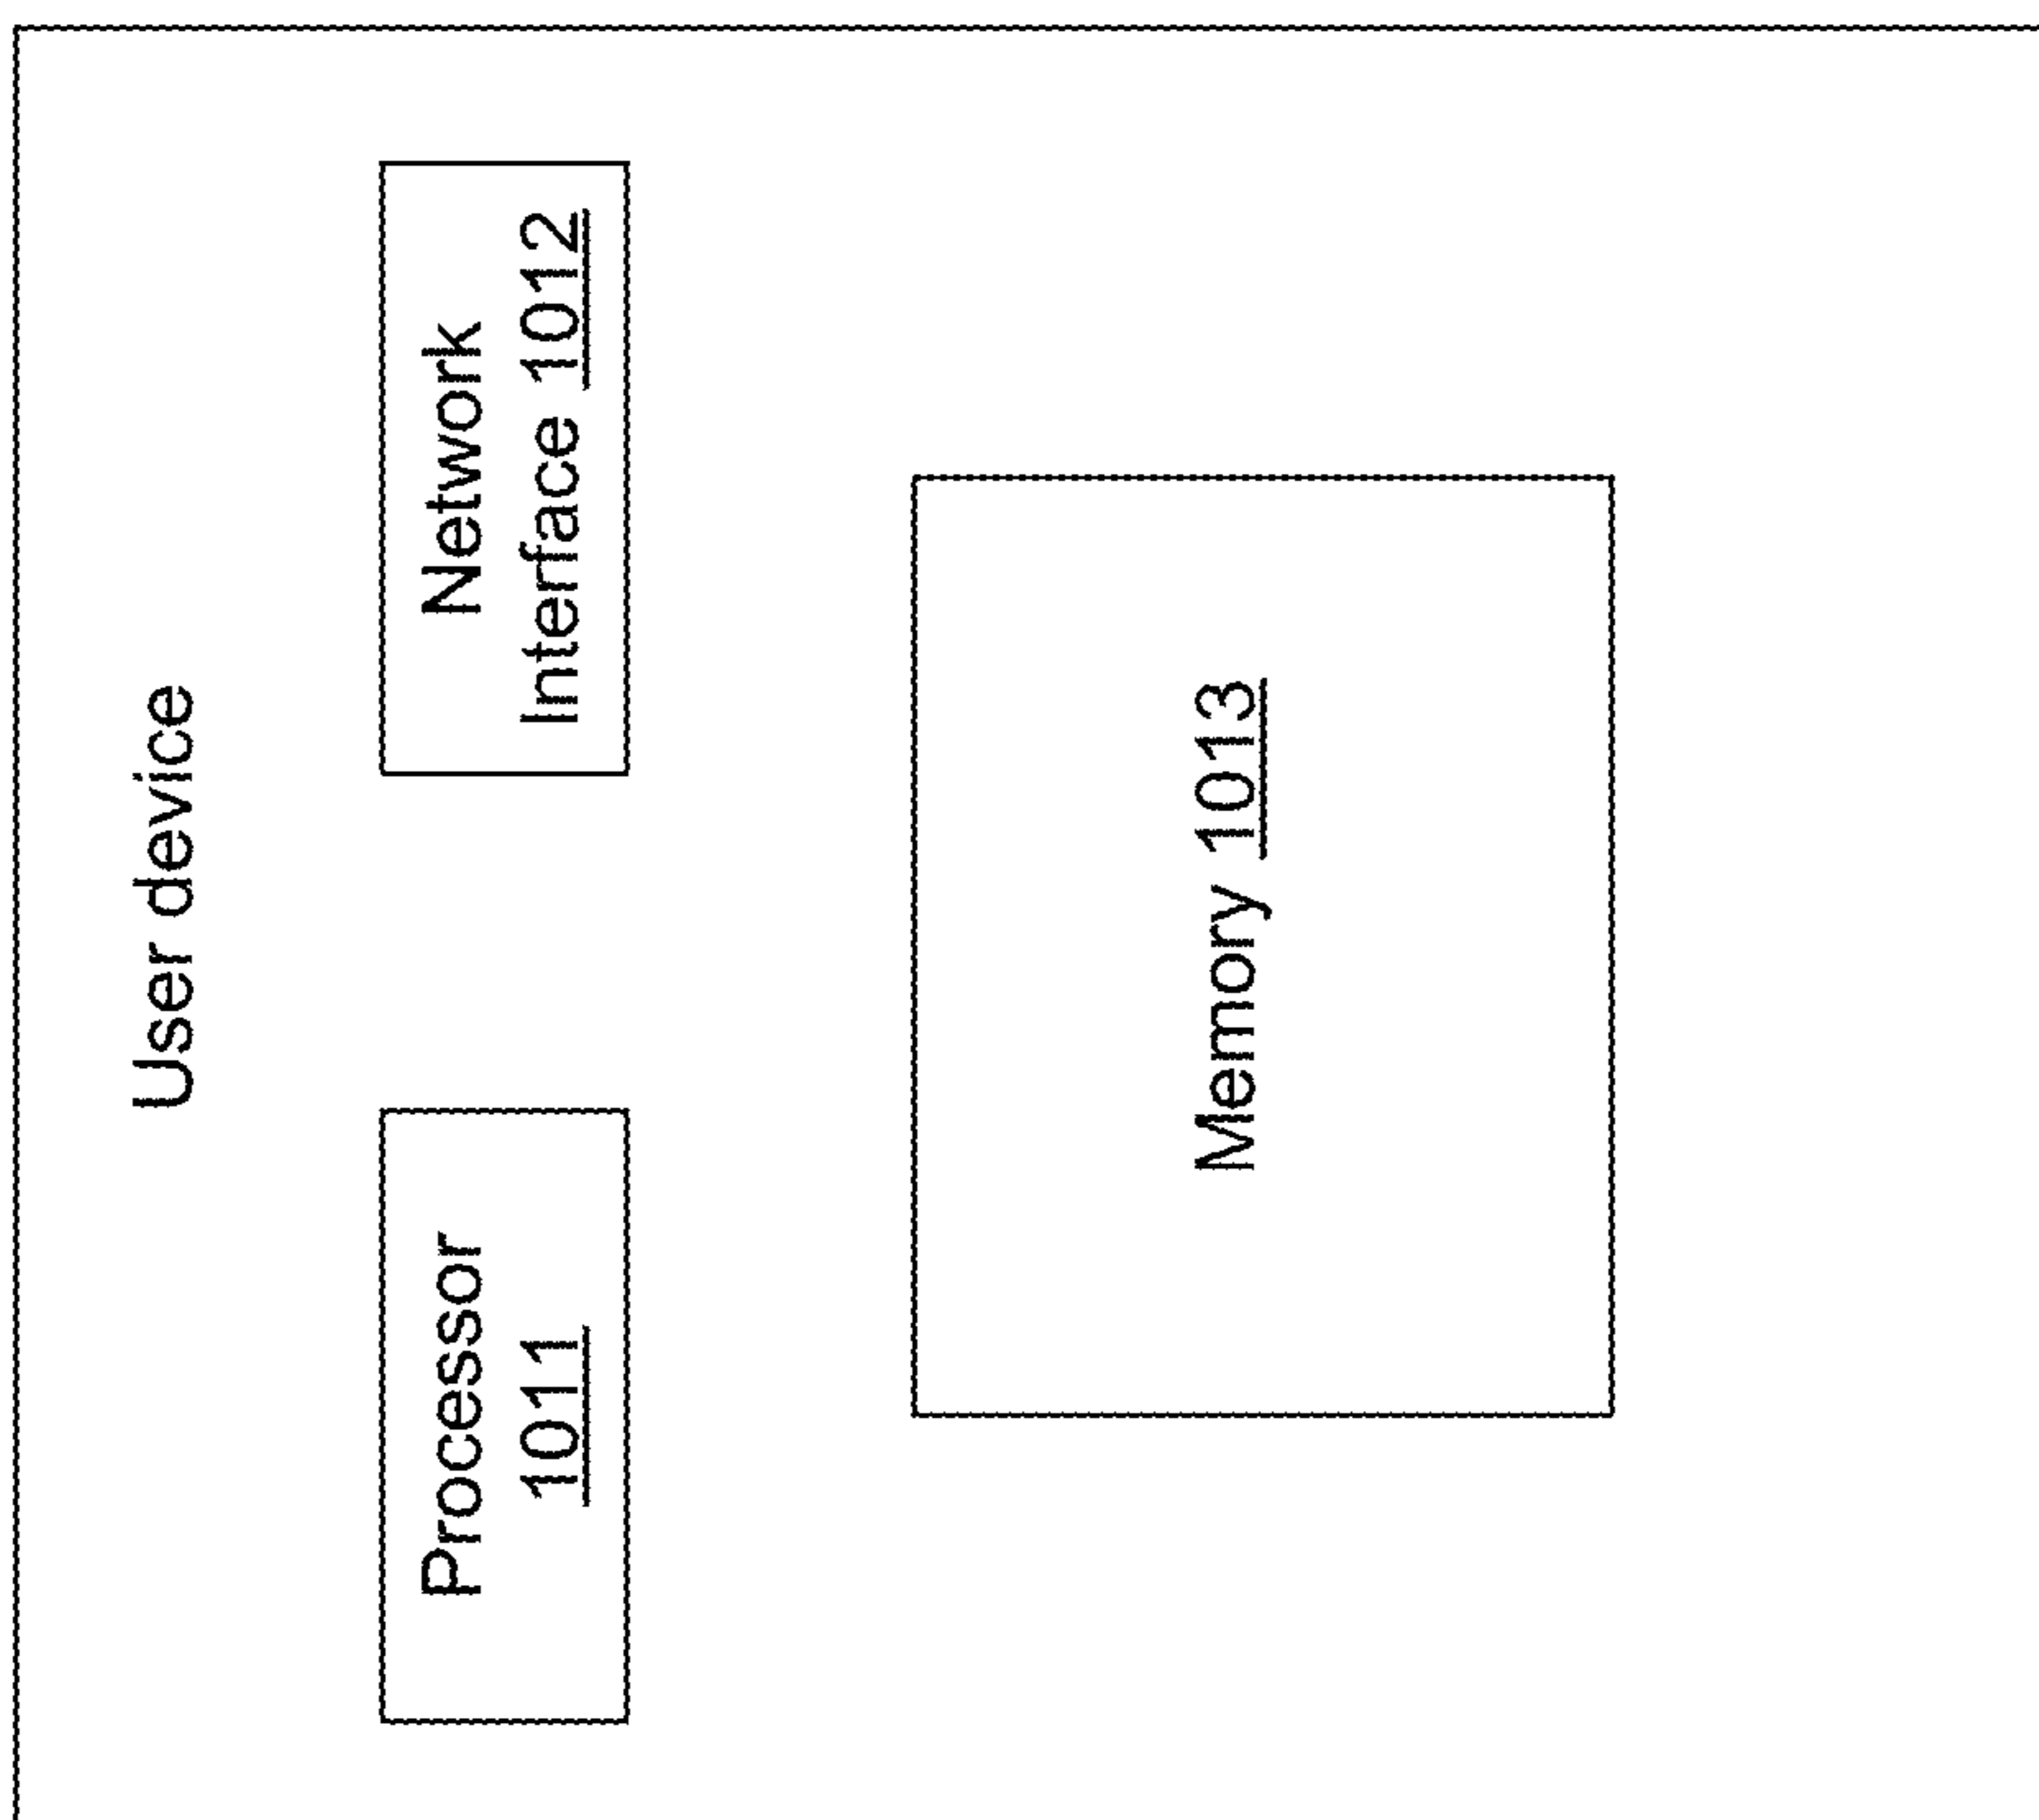 User device
Processor
1011
Network
Interface 1012
Memory 1013